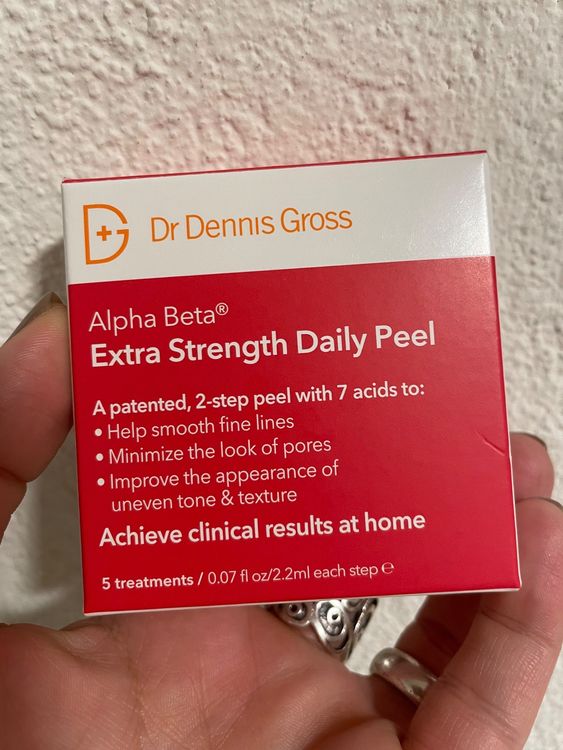 Dr Dennis Gross
Alpha Beta®
Extra Strength Daily Peel
A patented, 2-step peel with 7 acids to:
• Help smooth fine lines
• Minimize the look of pores
• Improve the appearance of
uneven tone & texture
Achieve clinical results at home
5 treatments / 0.07 fl oz/2.2ml each step ℮